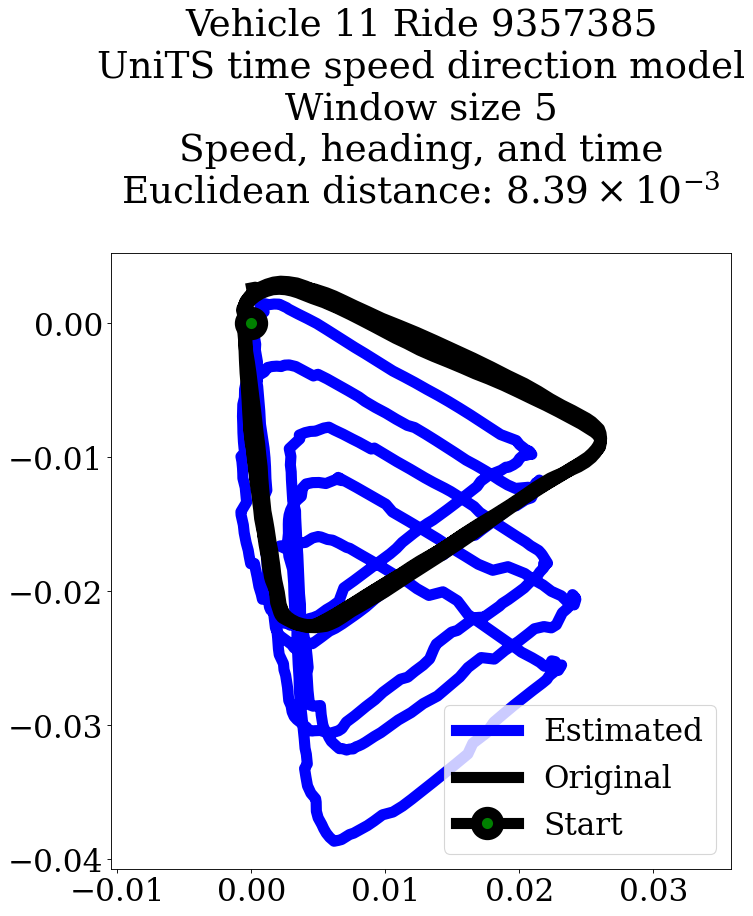 Vehicle 11 Ride 9357385
UniTS time speed direction model
Window size 5
Speed, heading, and time
Euclidean distance: 8.39 × 10⁻³
0.00
−0.01
−0.02
−0.03
−0.04
−0.01 0.00 0.01 0.02 0.03
Estimated
Original
Start